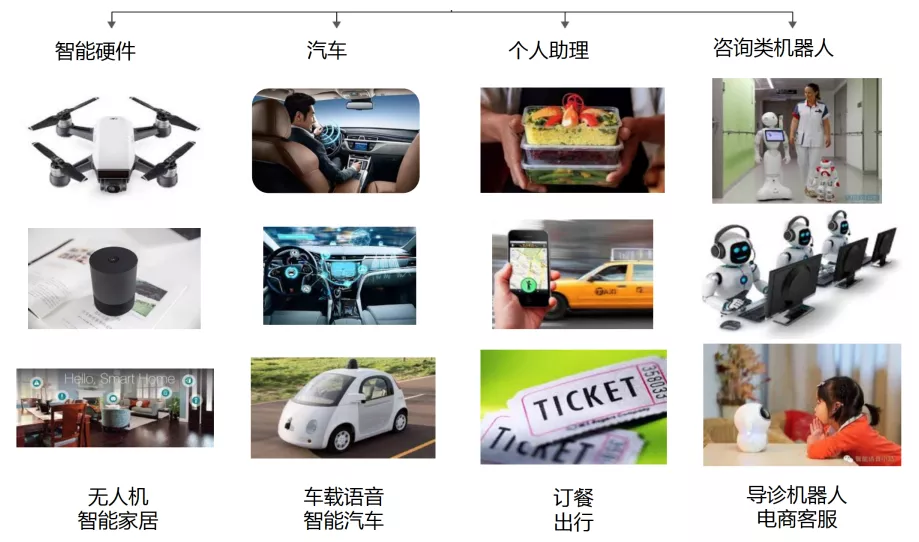 智能硬件
汽车
个人助理
咨询类机器人
Hello, Smart Home
TAXI
TICKET
358033
TICKET
无人机
智能家居
车载语音
智能汽车
订餐
出行
导诊机器人
电商客服